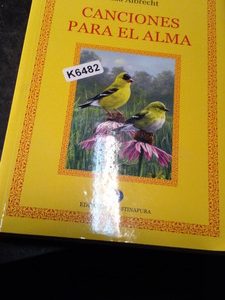 Albrecht
CANCIONES
PARA EL ALMA
K6482